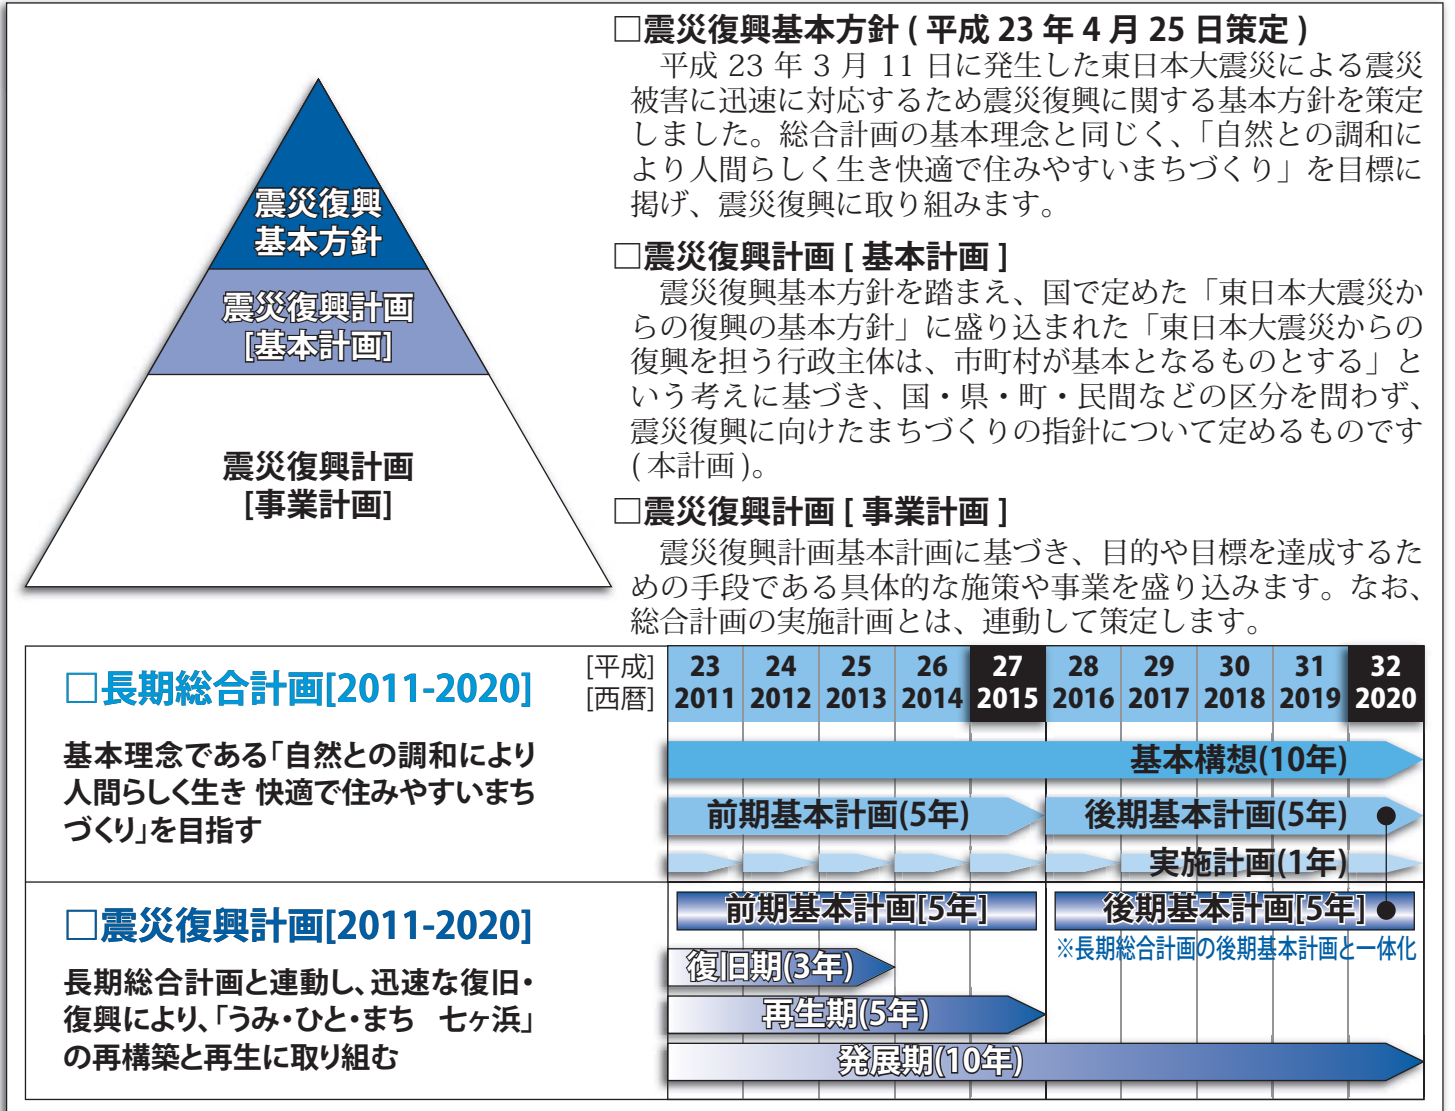 □震災復興基本方針 ( 平成 23 年 4 月 25 日策定 )
平成 23 年 3 月 11 日に発生した東日本大震災による震災
被害に迅速に対応するため震災復興に関する基本方針を策定
しました。総合計画の基本理念と同じく、「自然との調和に
より人間らしく生き快適で住みやすいまちづくり」を目標に
掲げ、震災復興に取り組みます。
震災復興
基本方針
震災復興計画
[基本計画]
震災復興計画
[事業計画]
□震災復興計画 [ 基本計画 ]
震災復興基本方針を踏まえ、国で定めた「東日本大震災か
らの復興の基本方針」に盛り込まれた「東日本大震災からの
復興を担う行政主体は、市町村が基本となるものとする」と
いう考えに基づき、国・県・町・民間などの区分を問わず、
震災復興に向けたまちづくりの指針について定めるものです
( 本計画 )。
□震災復興計画 [ 事業計画 ]
震災復興計画基本計画に基づき、目的や目標を達成するた
めの手段である具体的な施策や事業を盛り込みます。なお、
総合計画の実施計画とは、連動して策定します。
□長期総合計画[2011-2020]
基本理念である「自然との調和により
人間らしく生き 快適で住みやすいまち
づくり」を目指す
[平成] 23 24 25 26 27 28 29 30 31 32
[西暦] 2011 2012 2013 2014 2015 2016 2017 2018 2019 2020
基本構想(10年)
前期基本計画(5年) 後期基本計画(5年)
実施計画(1年)
□震災復興計画[2011-2020]
長期総合計画と連動し、迅速な復旧・
復興により、「うみ・ひと・まち 七ヶ浜」
の再構築と再生に取り組む
前期基本計画[5年] 後期基本計画[5年]
※長期総合計画の後期基本計画と一体化
復旧期(3年)
再生期(5年)
発展期(10年)